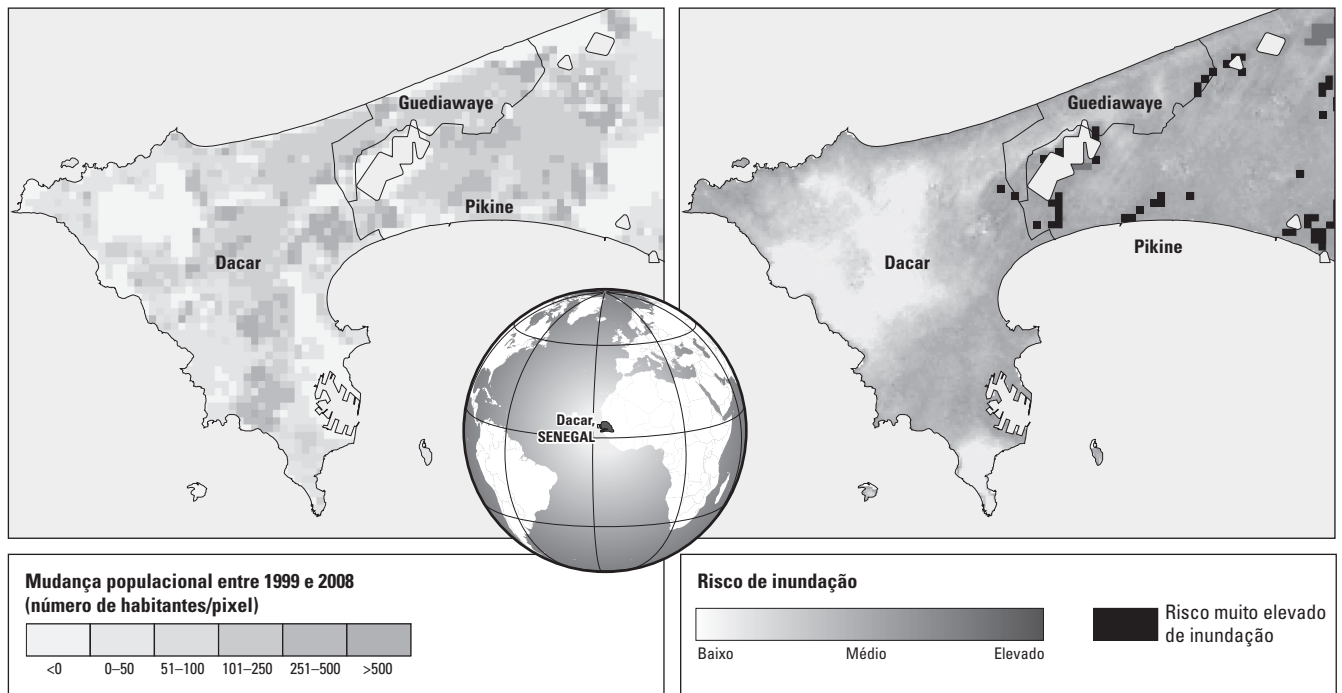 Guediawaye
Pikine
Dacar
Guediawaye
Pikine
Dacar
Dacar,
SENEGAL
Mudança populacional entre 1999 e 2008
(número de habitantes/pixel)
<0 0–50 51–100 101–250 251–500 >500
Risco de inundação
Baixo Médio Elevado
Risco muito elevado
de inundação